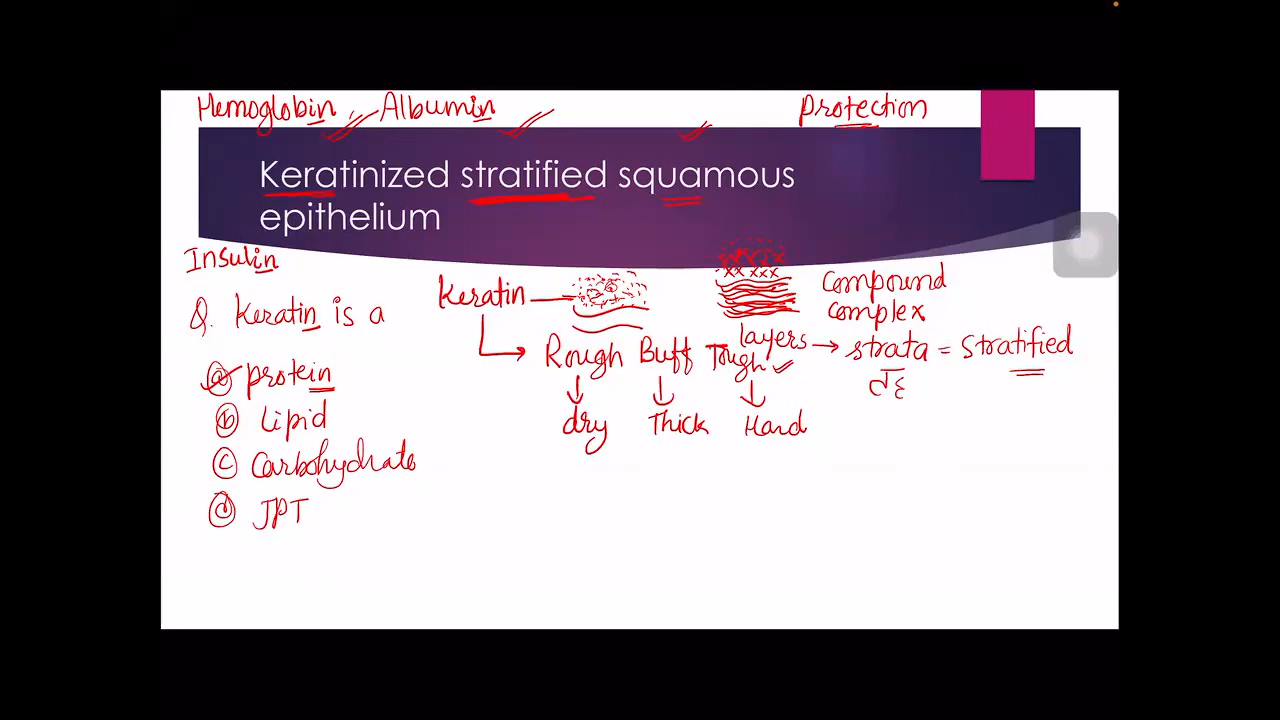 Hemoglobin, Albumin
Protection
Keratinized stratified squamous
epithelium
Insulin
Q. Keratin is a
(a) protein
(b) Lipid
(c) Carbohydrate
(d) JPT
Keratin
Rough Buff Tough
dry Thick Hard
Compound
Complex
layers → strata = Stratified
तह